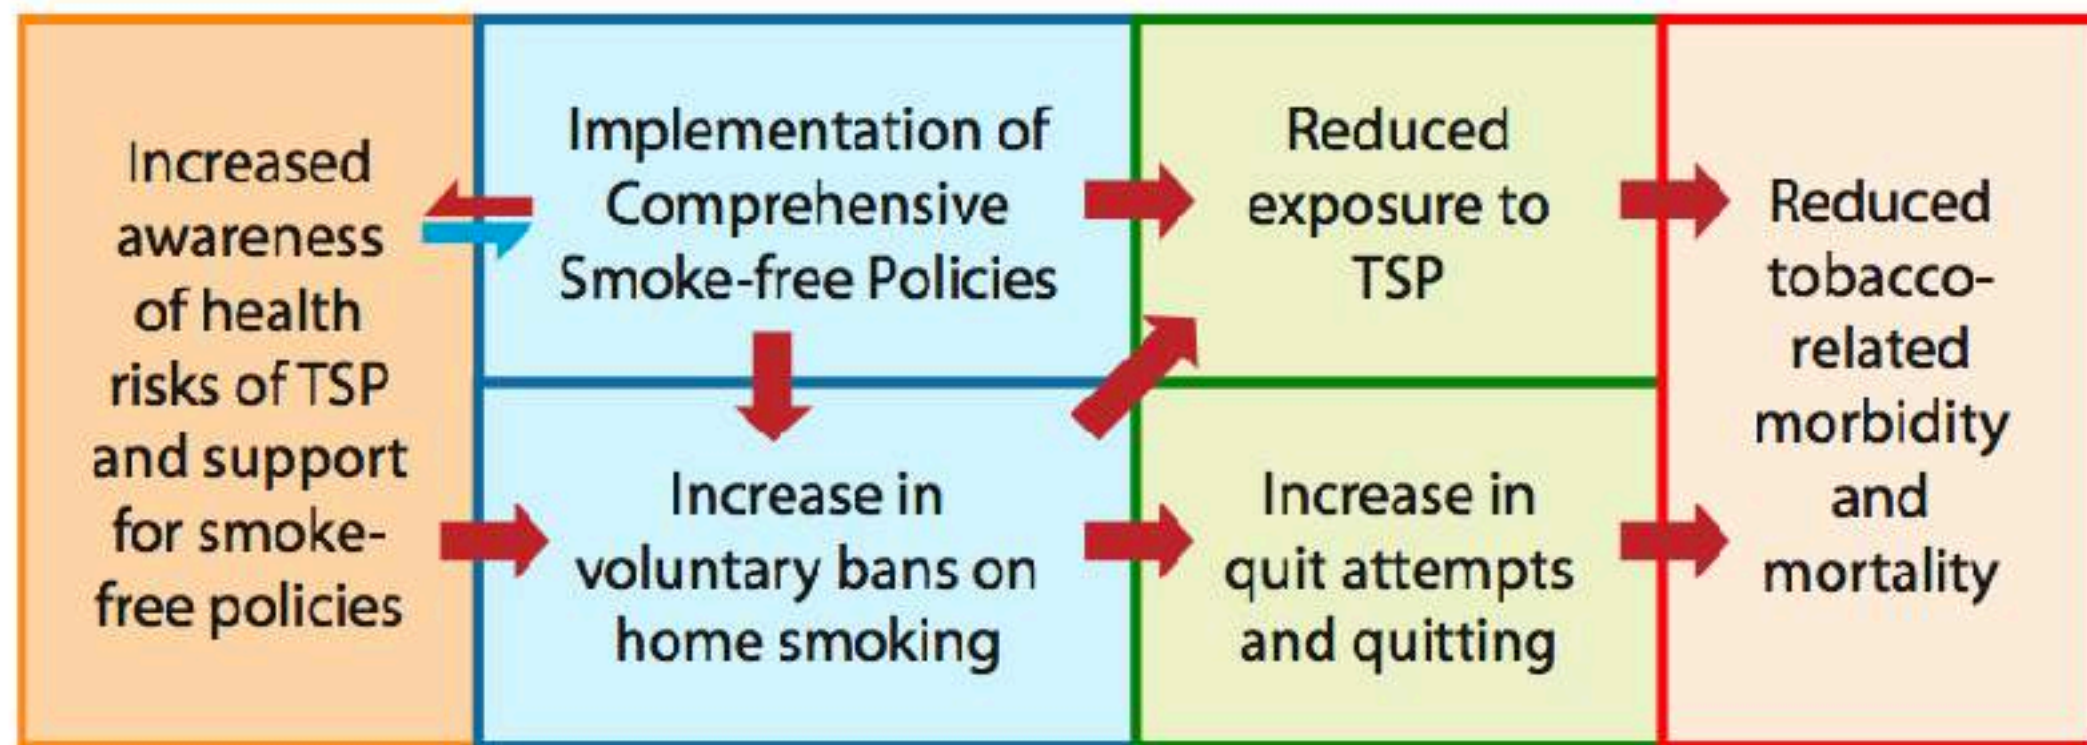 Increased
awareness
of health
risks of TSP
and support
for smoke-
free policies
Implementation of
Comprehensive
Smoke-free Policies
Increase in
voluntary bans on
home smoking
Reduced
exposure to
TSP
Increase in
quit attempts
and quitting
Reduced
tobacco-
related
morbidity
and
mortality